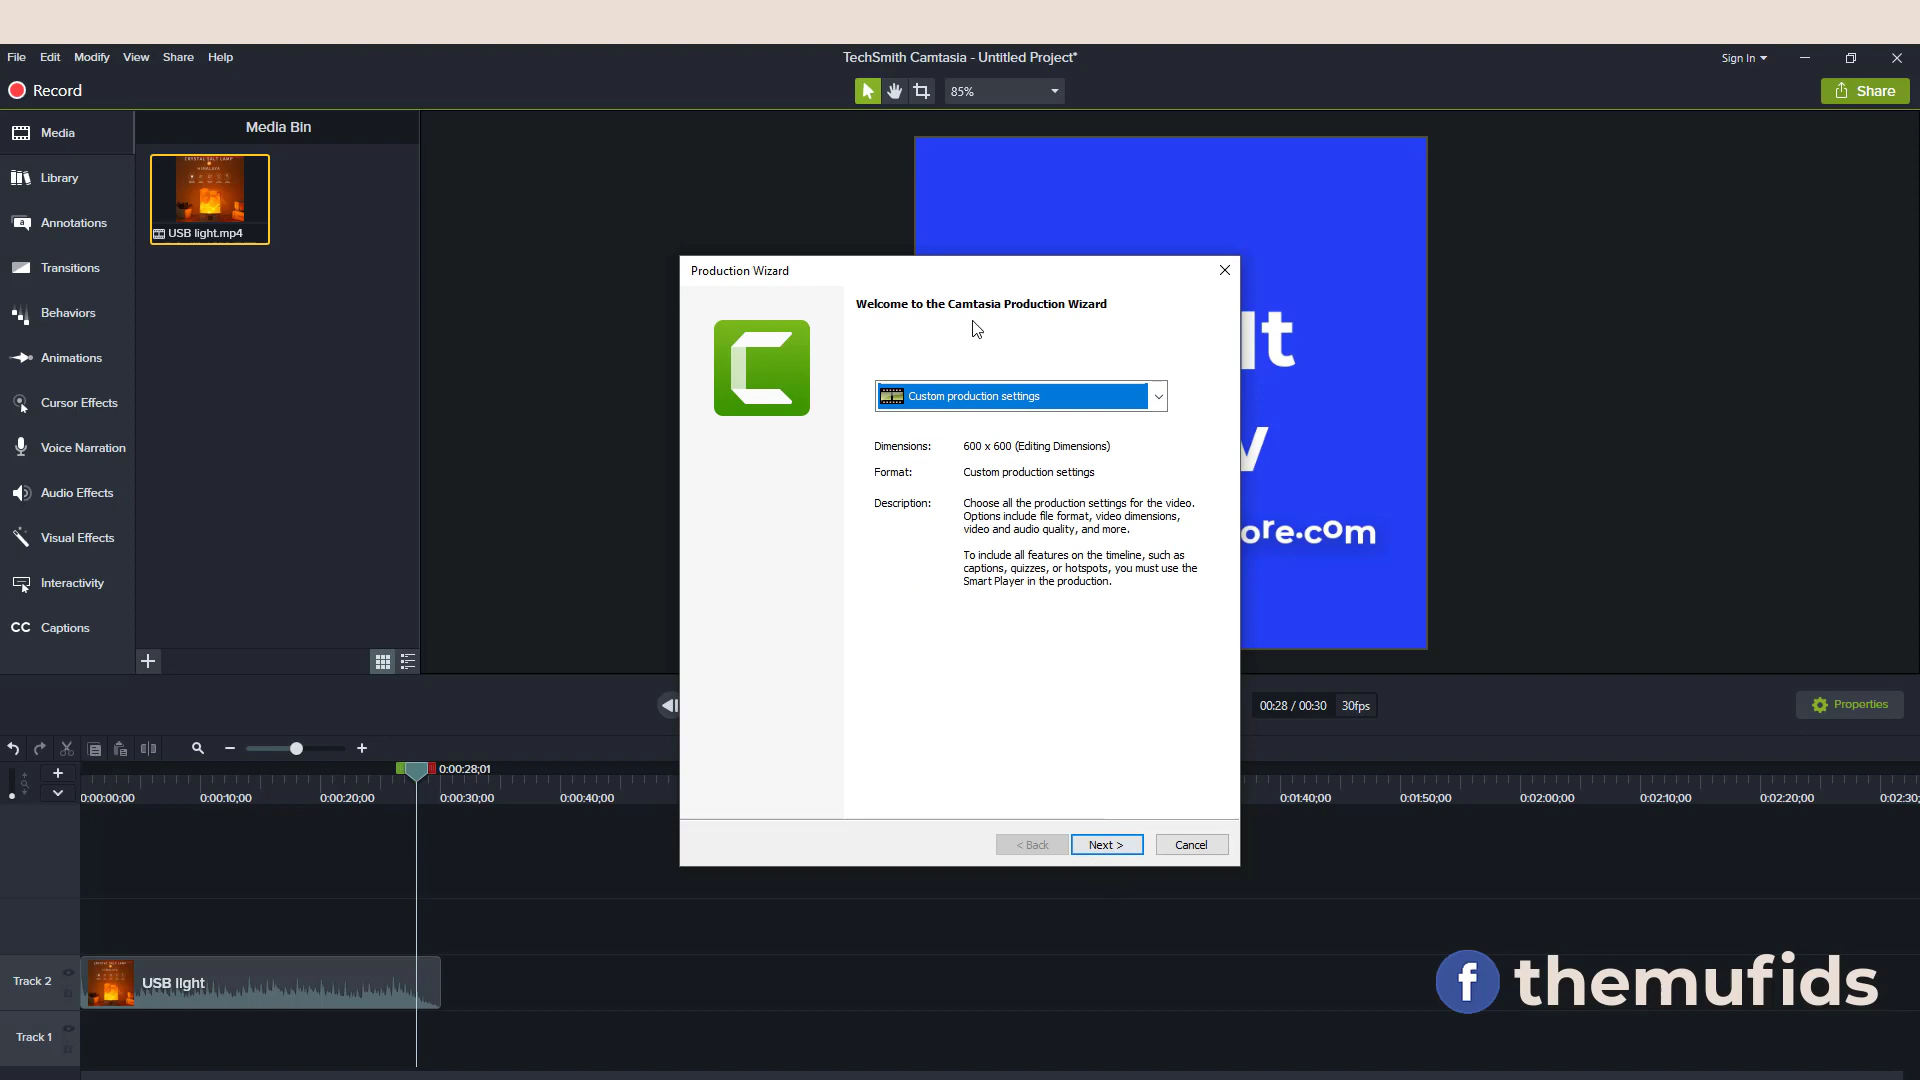 File Edit Modify View Share Help
TechSmith Camtasia - Untitled Project*
Sign In
Record
85%
Share
Media
Library
Annotations
Transitions
Behaviors
Animations
Cursor Effects
Voice Narration
Audio Effects
Visual Effects
Interactivity
CC Captions
Media Bin
CRYSTAL SALT LAMP
HIMALAYA
USB light.mp4
lt
ore.com
Production Wizard
Welcome to the Camtasia Production Wizard
Custom production settings
Dimensions: 600 x 600 (Editing Dimensions)
Format: Custom production settings
Description: Choose all the production settings for the video.
Options include file format, video dimensions,
video and audio quality, and more.
To include all features on the timeline, such as
captions, quizzes, or hotspots, you must use the
Smart Player in the production.
< Back Next > Cancel
00:28 / 00:30 30fps
Properties
0:00:28;01
0:00:00;00 0:00:10;00 0:00:20;00 0:00:30;00 0:00:40;00 0:01:40;00 0:01:50;00 0:02:00;00 0:02:10;00 0:02:20;00 0:02:30;
Track 2
USB light
Track 1
f themufids